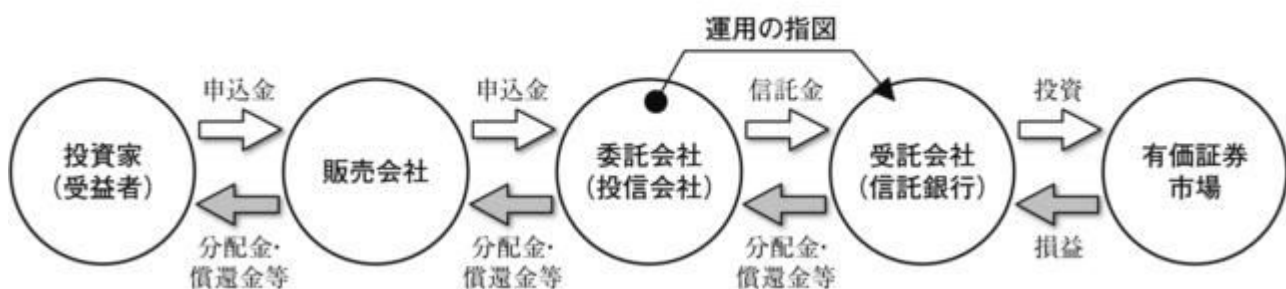 運用の指図
申込金
申込金
信託金
投資
投資家
(受益者)
販売会社
委託会社
(投信会社)
受託会社
(信託銀行)
有価証券
市場
分配金・
償還金等
分配金・
償還金等
分配金・
償還金等
損益